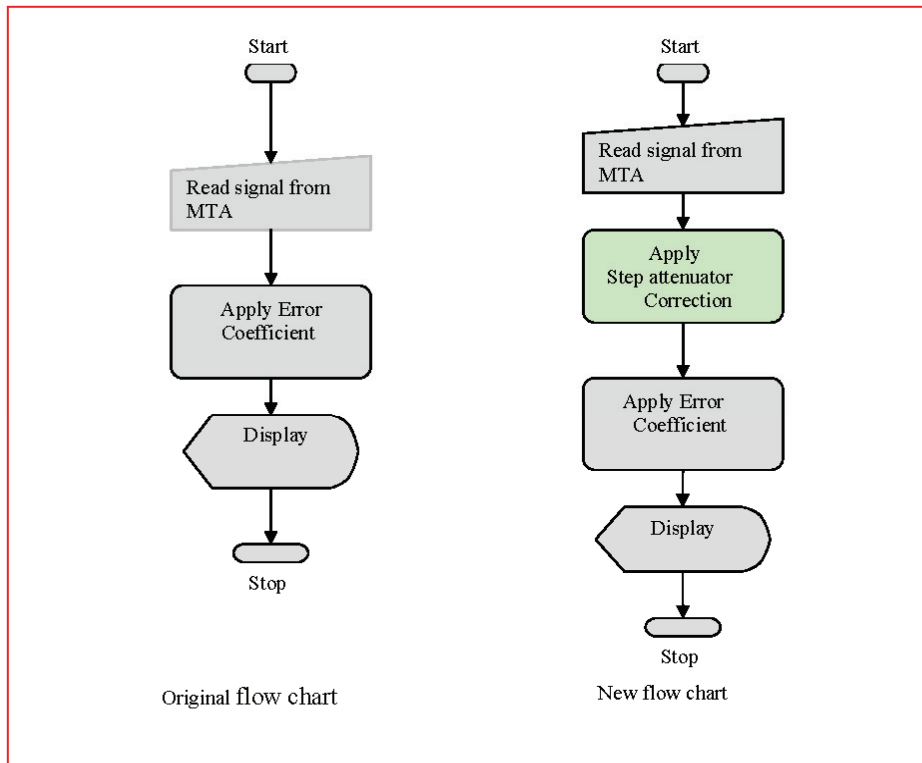 Start
Read signal from
MTA
Apply Error
Coefficient
Display
Stop
Original flow chart
Start
Read signal from
MTA
Apply
Step attenuator
Correction
Apply Error
Coefficient
Display
Stop
New flow chart